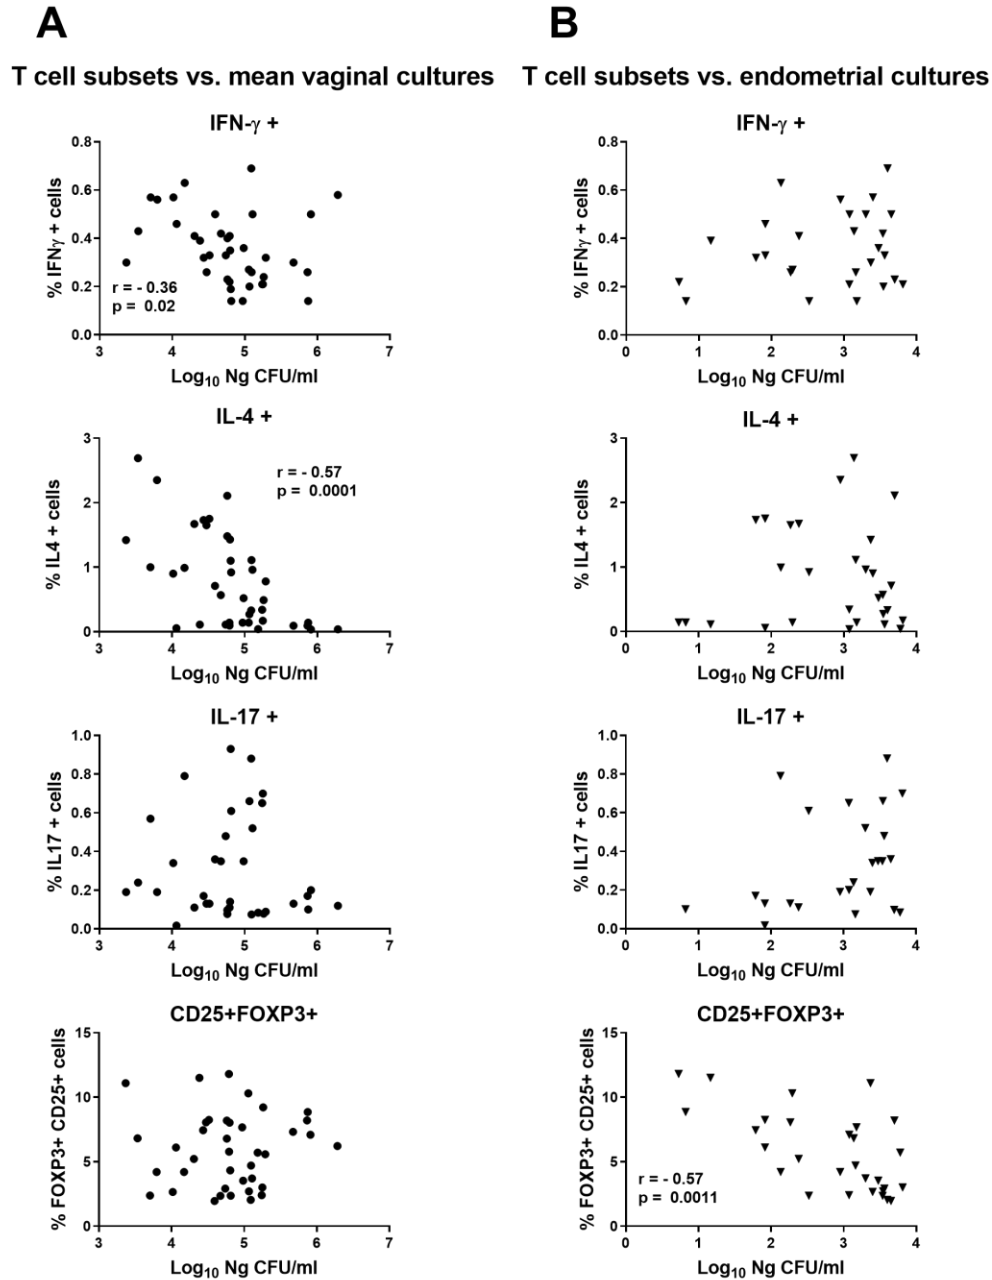 A
B
T cell subsets vs. mean vaginal cultures
T cell subsets vs. endometrial cultures
IFN-γ +
% IFNγ + cells
0.8
0.6
0.4
0.2
0.0
r = - 0.36
p = 0.02
3 4 5 6 7
Log₁₀ Ng CFU/ml
IFN-γ +
% IFNγ + cells
0.8
0.6
0.4
0.2
0.0
0 1 2 3 4
Log₁₀ Ng CFU/ml
IL-4 +
% IL4 + cells
3
2
1
0
r = - 0.57
p = 0.0001
3 4 5 6 7
Log₁₀ Ng CFU/ml
IL-4 +
% IL4 + cells
3
2
1
0
0 1 2 3 4
Log₁₀ Ng CFU/ml
IL-17 +
% IL17 + cells
1.0
0.8
0.6
0.4
0.2
0.0
3 4 5 6 7
Log₁₀ Ng CFU/ml
IL-17 +
% IL17 + cells
1.0
0.8
0.6
0.4
0.2
0.0
0 1 2 3 4
Log₁₀ Ng CFU/ml
CD25+FOXP3+
% FOXP3+ CD25+ cells
15
10
5
0
3 4 5 6 7
Log₁₀ Ng CFU/ml
CD25+FOXP3+
% FOXP3+ CD25+ cells
15
10
5
0
r = - 0.57
p = 0.0011
0 1 2 3 4
Log₁₀ Ng CFU/ml